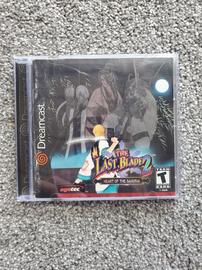 Dreamcast
THE
LAST BLADE 2
HEART OF THE SAMURAI
agetec
T